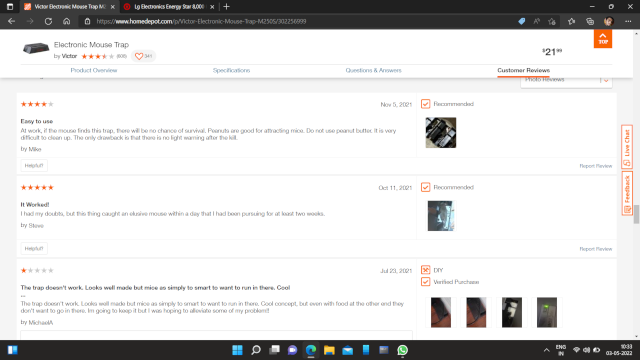 Victor Electronic Mouse Trap M2
Lg Electronics Energy Star 8,000
https://www.homedepot.com/p/Victor-Electronic-Mouse-Trap-M250S/302256999
Electronic Mouse Trap
by Victor
341
TOP
$21 99
Product Overview
Specifications
Questions & Answers
Customer Reviews
Photo Reviews
Nov 5, 2021
Recommended
Easy to use
At work, if the mouse finds this trap, there will be no chance of survival. Peanuts are good for attracting mice. Do not use peanut butter. It is very
difficult to clean up. The only drawback is that there is no light warning after the kill.
by Mike
Helpful?
Report Review
Live Chat
Feedback
Oct 11, 2021
Recommended
It Worked!
I had my doubts, but this thing caught an elusive mouse within a day that I had been pursuing for at least two weeks.
by Steve
Helpful?
Report Review
Jul 23, 2021
DIY
Verified Purchase
The trap doesn't work. Looks well made but mice as simply to smart to want to run in there. Cool
...
The trap doesn't work. Looks well made but mice as simply to smart to want to run in there. Cool concept, but even with food at the other end they
don't want to go in there. Im going to keep it but I was hoping to alleviate some of my problem!!
by MichaelA
ENG
IN
10:33
03-05-2022